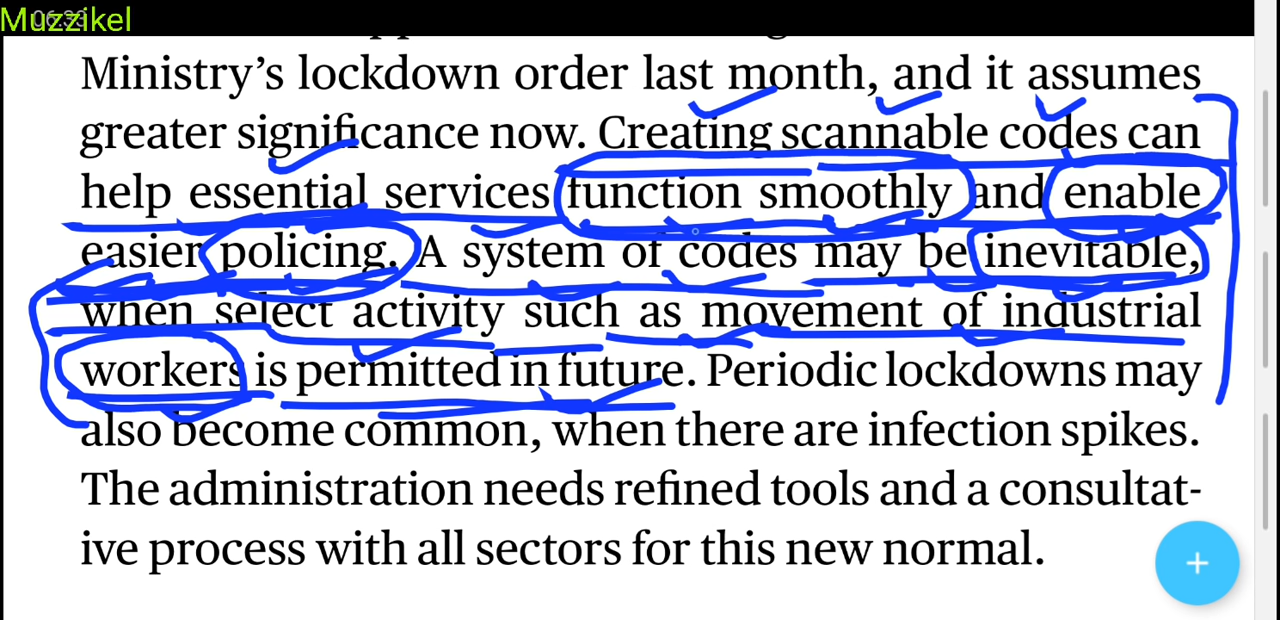 Muzzikel
Ministry’s lockdown order last month, and it assumes
greater significance now. Creating scannable codes can
help essential services function smoothly and enable
easier policing. A system of codes may be inevitable,
when select activity such as movement of industrial
workers is permitted in future. Periodic lockdowns may
also become common, when there are infection spikes.
The administration needs refined tools and a consultat-
ive process with all sectors for this new normal.
+